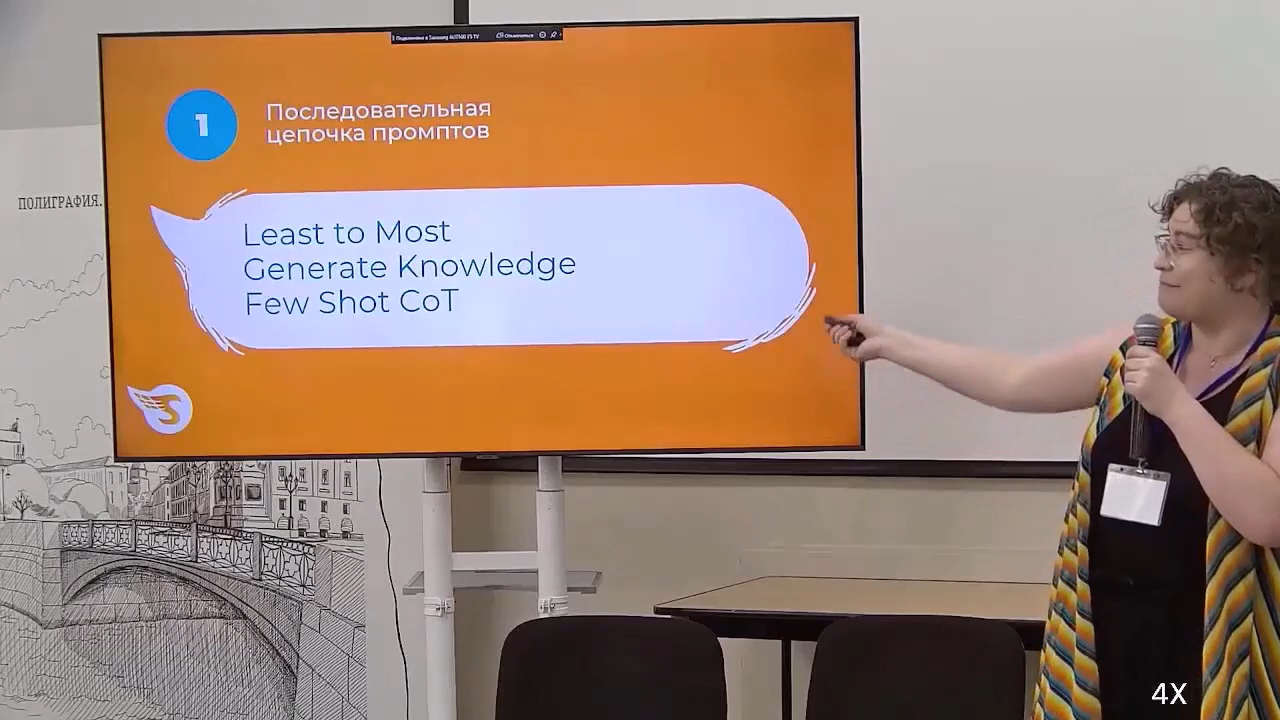 1
Последовательная
цепочка промптов
ПОЛИГРАФИЯ.
Least to Most
Generate Knowledge
Few Shot CoT
S
4X